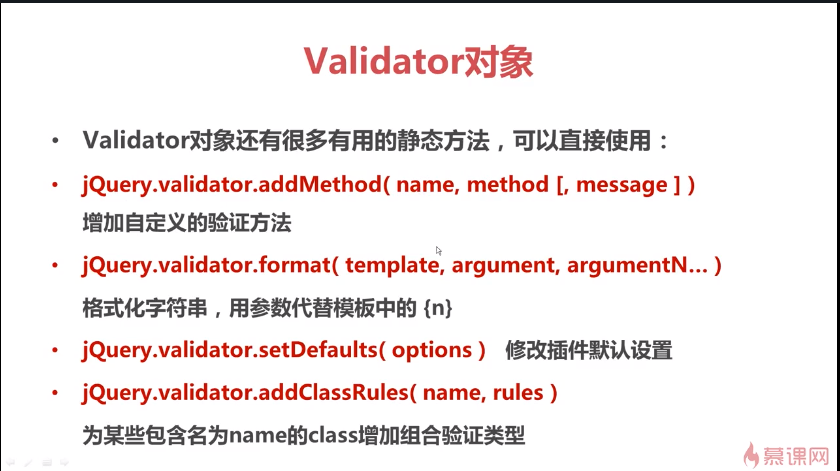 Validator对象
• Validator对象还有很多有用的静态方法，可以直接使用：
• jQuery.validator.addMethod( name, method [, message ] )
增加自定义的验证方法
• jQuery.validator.format( template, argument, argumentN... )
格式化字符串，用参数代替模板中的 {n}
• jQuery.validator.setDefaults( options ) 修改插件默认设置
• jQuery.validator.addClassRules( name, rules )
为某些包含名为name的class增加组合验证类型
慕课网